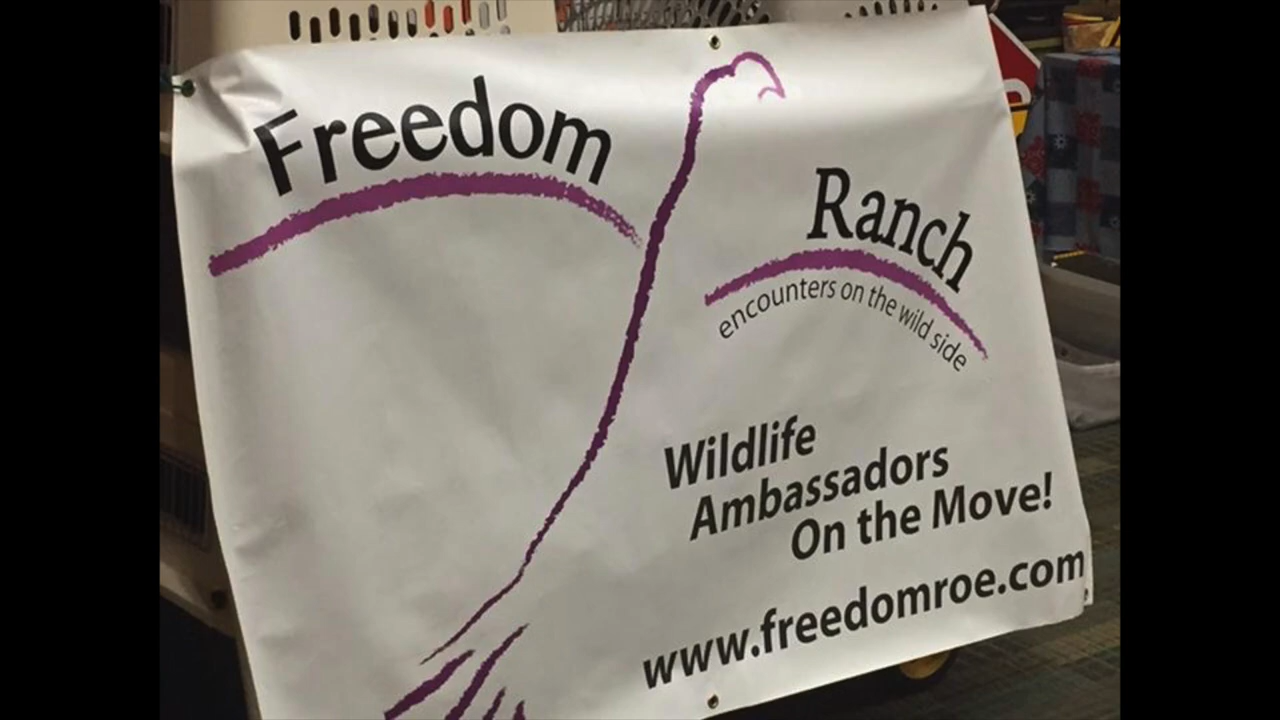 Freedom
Ranch
encounters on the wild side
Wildlife
Ambassadors
On the Move!
www.freedomroe.com